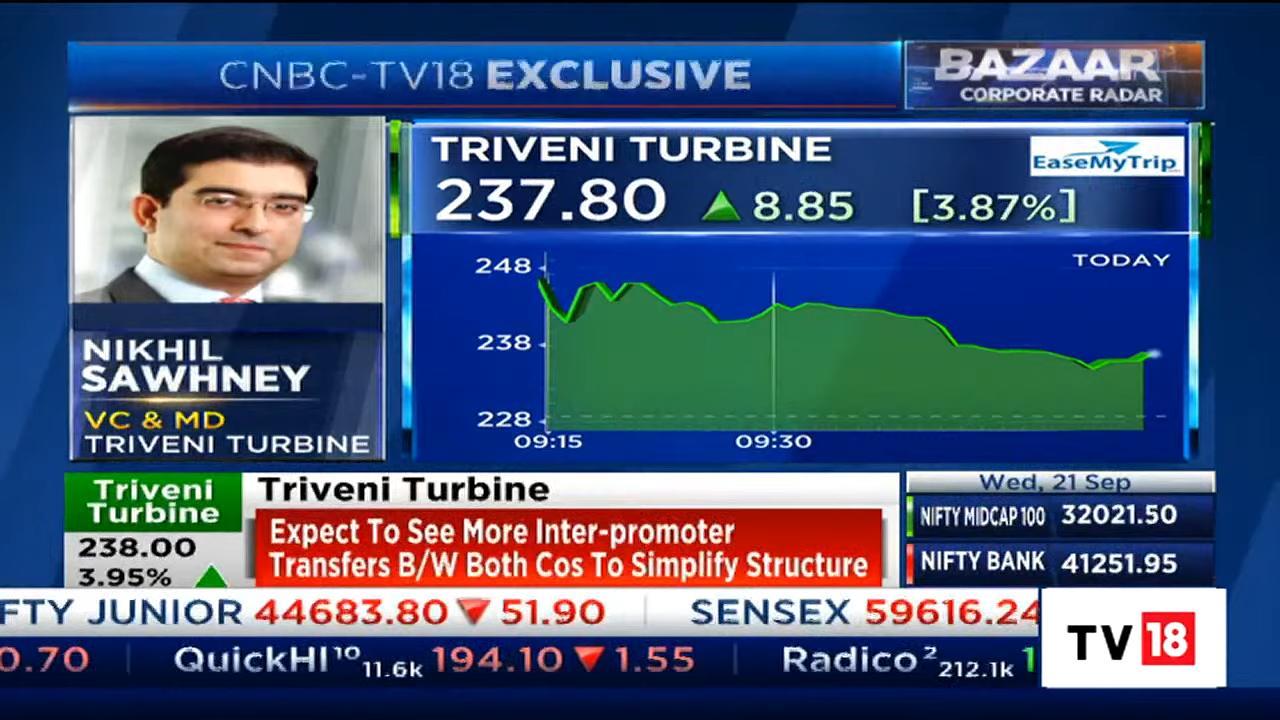 CNBC-TV18 EXCLUSIVE
BAZAAR
CORPORATE RADAR
TRIVENI TURBINE
EaseMyTrip
237.80 ▲ 8.85 [3.87%]
TODAY
248
238
228
09:15 09:30
NIKHIL
SAWHNEY
VC & MD
TRIVENI TURBINE
Triveni
Turbine
238.00
3.95% ▲
Triveni Turbine
Expect To See More Inter-promoter
Transfers B/W Both Cos To Simplify Structure
Wed, 21 Sep
NIFTY MIDCAP 100 32021.50
NIFTY BANK 41251.95
FTY JUNIOR 44683.80 ▼ 51.90 SENSEX 59616.24
0.70 QuickHl¹⁰ 11.6k 194.10 ▼ 1.55 Radico² 212.1k 1
TV18